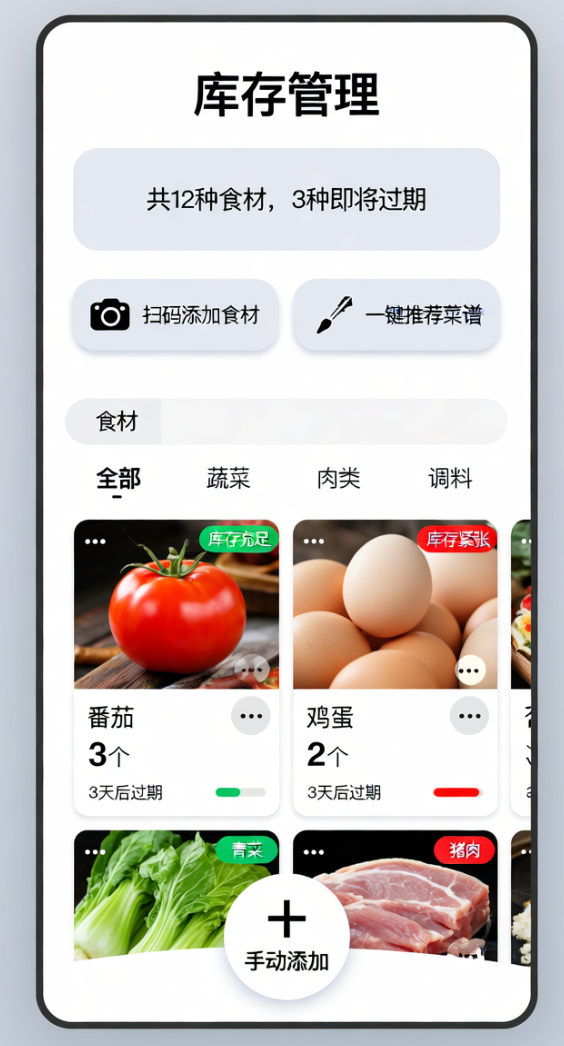 库存管理
共12种食材，3种即将过期
扫码添加食材
一键推荐菜谱
食材
全部 蔬菜 肉类 调料
库存充足
库存紧张
番茄
3个
3天后过期
鸡蛋
2个
3天后过期
青菜
猪肉
手动添加